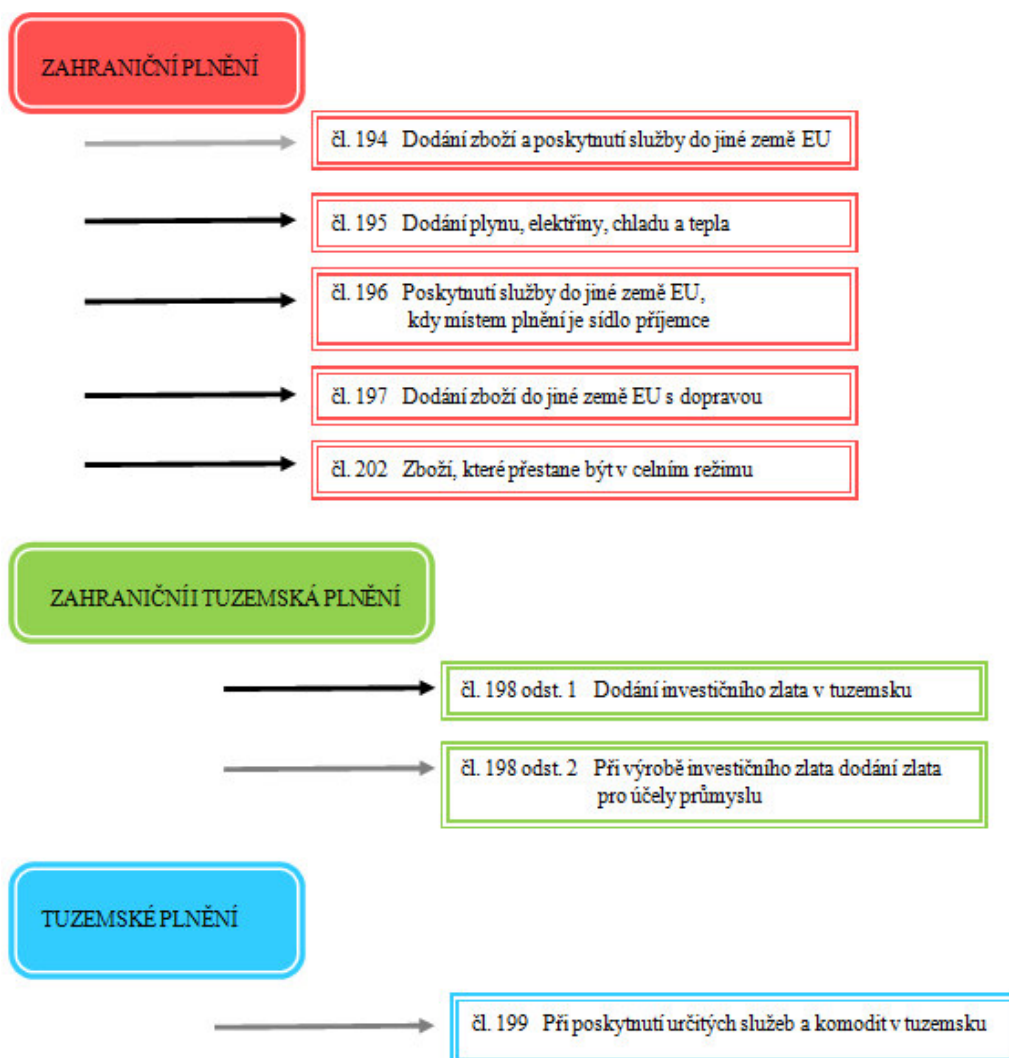 ZAHRANIČNÍ PLNĚNÍ
čl. 194 Dodání zboží a poskytnutí služby do jiné země EU
čl. 195 Dodání plynu, elektřiny, chladu a tepla
čl. 196 Poskytnutí služby do jiné země EU,
kdy místem plnění je sídlo příjemce
čl. 197 Dodání zboží do jiné země EU s dopravou
čl. 202 Zboží, které přestane být v celním režimu
ZAHRANIČNÍ I TUZEMSKÁ PLNĚNÍ
čl. 198 odst. 1 Dodání investičního zlata v tuzemsku
čl. 198 odst. 2 Při výrobě investičního zlata dodání zlata
pro účely průmyslu
TUZEMSKÉ PLNĚNÍ
čl. 199 Při poskytnutí určitých služeb a komodit v tuzemsku